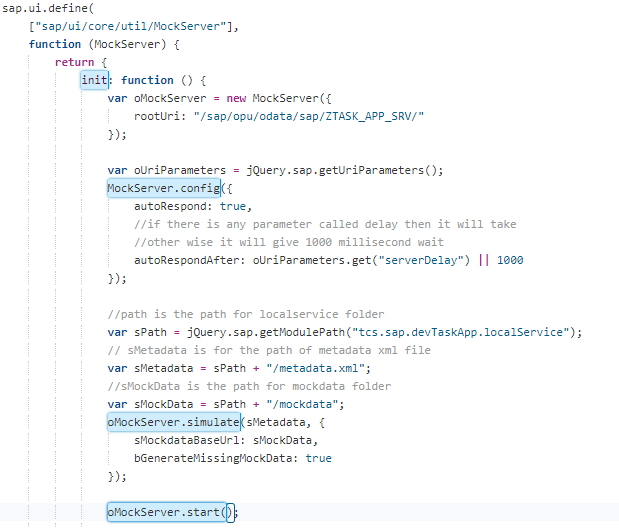 sap.ui.define(
["sap/ui/core/util/MockServer"],
function (MockServer) {
return {
init: function () {
var oMockServer = new MockServer({
rootUri: "/sap/opu/odata/sap/ZTASK_APP_SRV/"
});
var oUriParameters = jQuery.sap.getUriParameters();
MockServer.config({
autoRespond: true,
//if there is any parameter called delay then it will take
//other wise it will give 1000 millisecond wait
autoRespondAfter: oUriParameters.get("serverDelay") || 1000
});
//path is the path for localservice folder
var sPath = jQuery.sap.getModulePath("tcs.sap.devTaskApp.localService");
// sMetadata is for the path of metadata xml file
var sMetadata = sPath + "/metadata.xml";
//sMockData is the path for mockdata folder
var sMockData = sPath + "/mockdata";
oMockServer.simulate(sMetadata, {
sMockdataBaseUrl: sMockData,
bGenerateMissingMockData: true
});
oMockServer.start();